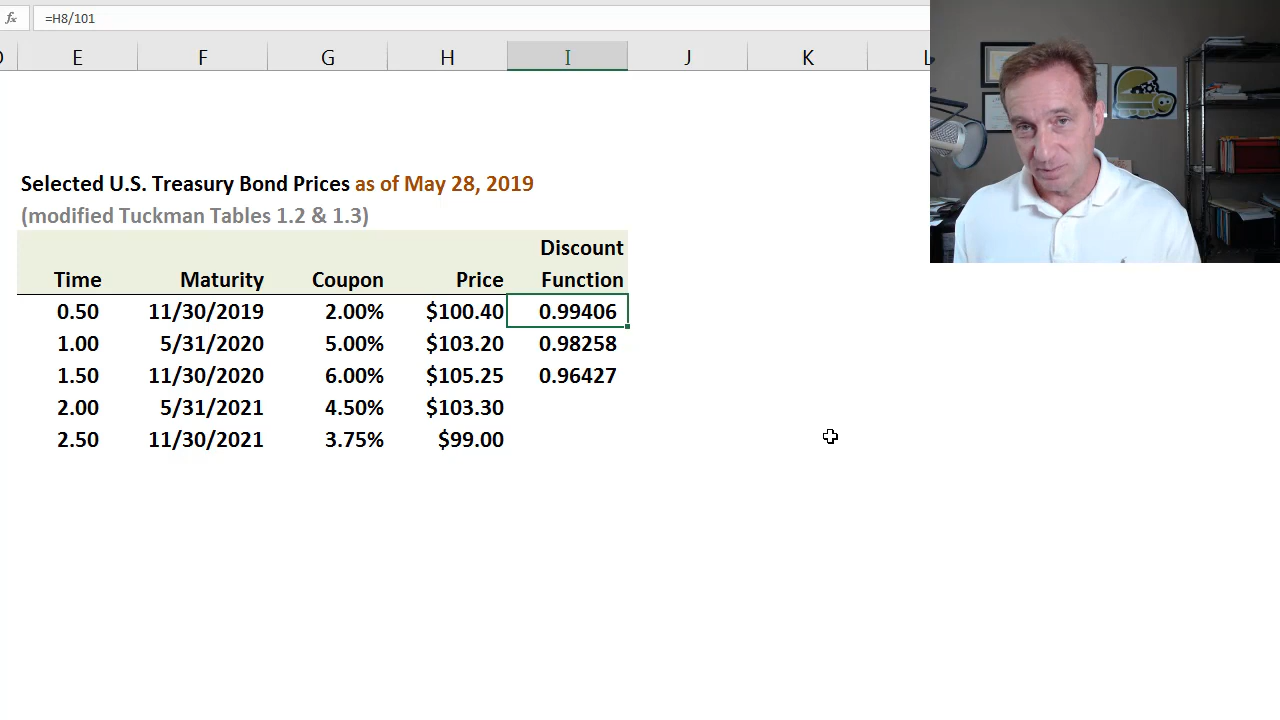 fx =H8/101
E F G H I J K L
Selected U.S. Treasury Bond Prices as of May 28, 2019
(modified Tuckman Tables 1.2 & 1.3)
Discount
Time Maturity Coupon Price Function
0.50 11/30/2019 2.00% $100.40 0.99406
1.00 5/31/2020 5.00% $103.20 0.98258
1.50 11/30/2020 6.00% $105.25 0.96427
2.00 5/31/2021 4.50% $103.30
2.50 11/30/2021 3.75% $99.00